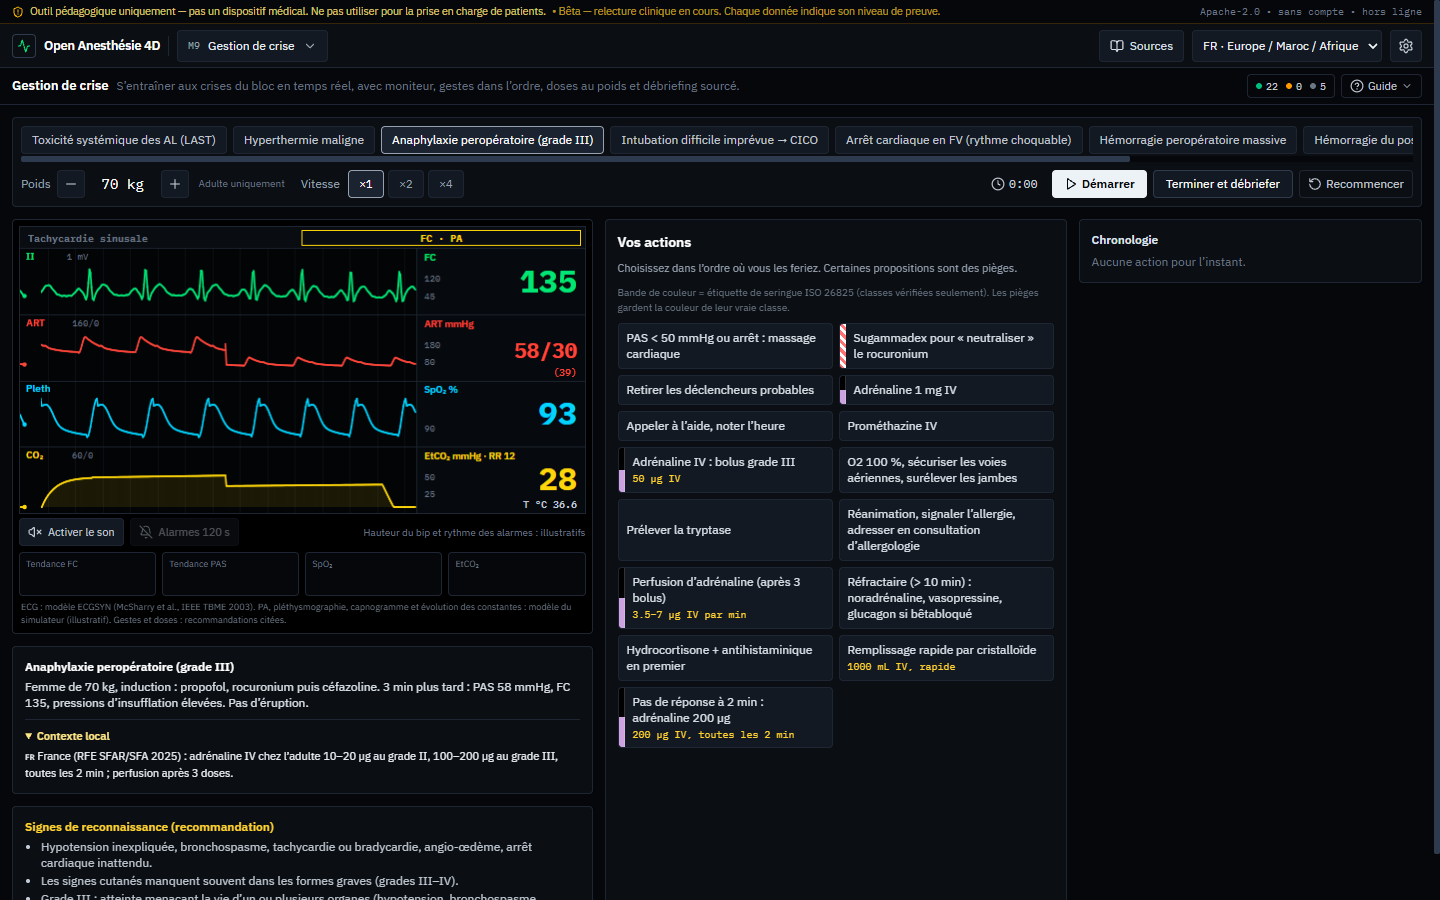 Outil pédagogique uniquement — pas un dispositif médical. Ne pas utiliser pour la prise en charge de patients. • Bêta — relecture clinique en cours. Chaque donnée indique son niveau de preuve.
Apache-2.0 • sans compte • hors ligne
Open Anesthésie 4D
M9 Gestion de crise
Sources
FR · Europe / Maroc / Afrique
Gestion de crise S'entraîner aux crises du bloc en temps réel, avec moniteur, gestes dans l'ordre, doses au poids et débriefing sourcé.
22 0 5
Guide
Toxicité systémique des AL (LAST)
Hyperthermie maligne
Anaphylaxie peropératoire (grade III)
Intubation difficile imprévue → CICO
Arrêt cardiaque en FV (rythme choquable)
Hémorragie peropératoire massive
Hémorragie du pos
Poids − 70 kg + Adulte uniquement Vitesse ×1 ×2 ×4
0:00
Démarrer
Terminer et débriefer
Recommencer
Tachycardie sinusale
FC · PA
II 1 mV
FC
120
45
135
ART 160/0
ART mmHg
180
80
58/30
(39)
Pleth
SpO₂ %
90
93
CO₂ 60/0
EtCO₂ mmHg · RR 12
50
25
28
T °C 36.6
Activer le son
Alarmes 120 s
Hauteur du bip et rythme des alarmes : illustratifs
Tendance FC
Tendance PAS
SpO₂
EtCO₂
ECG : modèle ECGSYN (McSharry et al., IEEE TBME 2003). PA, pléthysmographie, capnogramme et évolution des constantes : modèle du
simulateur (illustratif). Gestes et doses : recommandations citées.
Anaphylaxie peropératoire (grade III)
Femme de 70 kg, induction : propofol, rocuronium puis céfazoline. 3 min plus tard : PAS 58 mmHg, FC
135, pressions d'insufflation élevées. Pas d'éruption.
▼ Contexte local
FR France (RFE SFAR/SFA 2025) : adrénaline IV chez l'adulte 10–20 µg au grade II, 100–200 µg au grade III,
toutes les 2 min ; perfusion après 3 doses.
Signes de reconnaissance (recommandation)
• Hypotension inexpliquée, bronchospasme, tachycardie ou bradycardie, angio-œdème, arrêt
cardiaque inattendu.
• Les signes cutanés manquent souvent dans les formes graves (grades III–IV).
• Grade III : atteinte menaçant la vie d'un ou plusieurs organes (hypotension, bronchospasme
Vos actions
Choisissez dans l'ordre où vous les feriez. Certaines propositions sont des pièges.
Bande de couleur = étiquette de seringue ISO 26825 (classes vérifiées seulement). Les pièges
gardent la couleur de leur vraie classe.
PAS < 50 mmHg ou arrêt : massage
cardiaque
Sugammadex pour « neutraliser »
le rocuronium
Retirer les déclencheurs probables
Adrénaline 1 mg IV
Appeler à l'aide, noter l'heure
Prométhazine IV
Adrénaline IV : bolus grade III
50 µg IV
O2 100 %, sécuriser les voies
aériennes, surélever les jambes
Prélever la tryptase
Réanimation, signaler l'allergie,
adresser en consultation
d'allergologie
Perfusion d'adrénaline (après 3
bolus)
3.5–7 µg IV par min
Réfractaire (> 10 min) :
noradrénaline, vasopressine,
glucagon si bêtabloqué
Hydrocortisone + antihistaminique
en premier
Remplissage rapide par cristalloïde
1000 mL IV, rapide
Pas de réponse à 2 min :
adrénaline 200 µg
200 µg IV, toutes les 2 min
Chronologie
Aucune action pour l'instant.